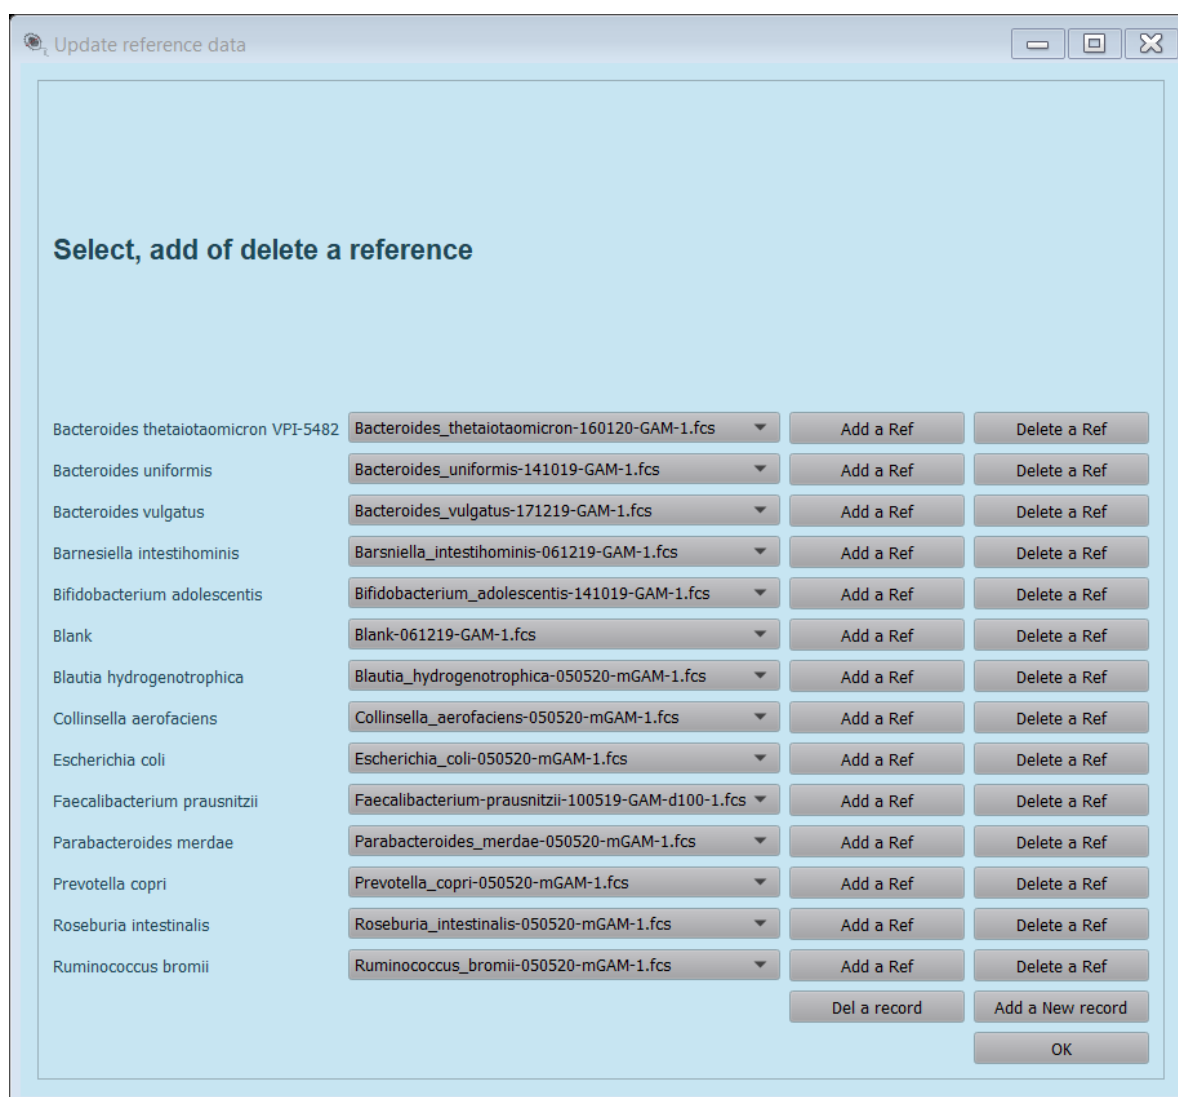 Update reference data
Select, add of delete a reference
Bacteroides thetaiotaomicron VPI-5482 Bacteroides_thetaiotaomicron-160120-GAM-1.fcs Add a Ref Delete a Ref
Bacteroides uniformis Bacteroides_uniformis-141019-GAM-1.fcs Add a Ref Delete a Ref
Bacteroides vulgatus Bacteroides_vulgatus-171219-GAM-1.fcs Add a Ref Delete a Ref
Barnesiella intestihominis Barsniella_intestihominis-061219-GAM-1.fcs Add a Ref Delete a Ref
Bifidobacterium adolescentis Bifidobacterium_adolescentis-141019-GAM-1.fcs Add a Ref Delete a Ref
Blank Blank-061219-GAM-1.fcs Add a Ref Delete a Ref
Blautia hydrogenotrophica Blautia_hydrogenotrophica-050520-mGAM-1.fcs Add a Ref Delete a Ref
Collinsella aerofaciens Collinsella_aerofaciens-050520-mGAM-1.fcs Add a Ref Delete a Ref
Escherichia coli Escherichia_coli-050520-mGAM-1.fcs Add a Ref Delete a Ref
Faecalibacterium prausnitzii Faecalibacterium-prausnitzii-100519-GAM-d100-1.fcs Add a Ref Delete a Ref
Parabacteroides merdae Parabacteroides_merdae-050520-mGAM-1.fcs Add a Ref Delete a Ref
Prevotella copri Prevotella_copri-050520-mGAM-1.fcs Add a Ref Delete a Ref
Roseburia intestinalis Roseburia_intestinalis-050520-mGAM-1.fcs Add a Ref Delete a Ref
Ruminococcus bromii Ruminococcus_bromii-050520-mGAM-1.fcs Add a Ref Delete a Ref
Del a record Add a New record
OK